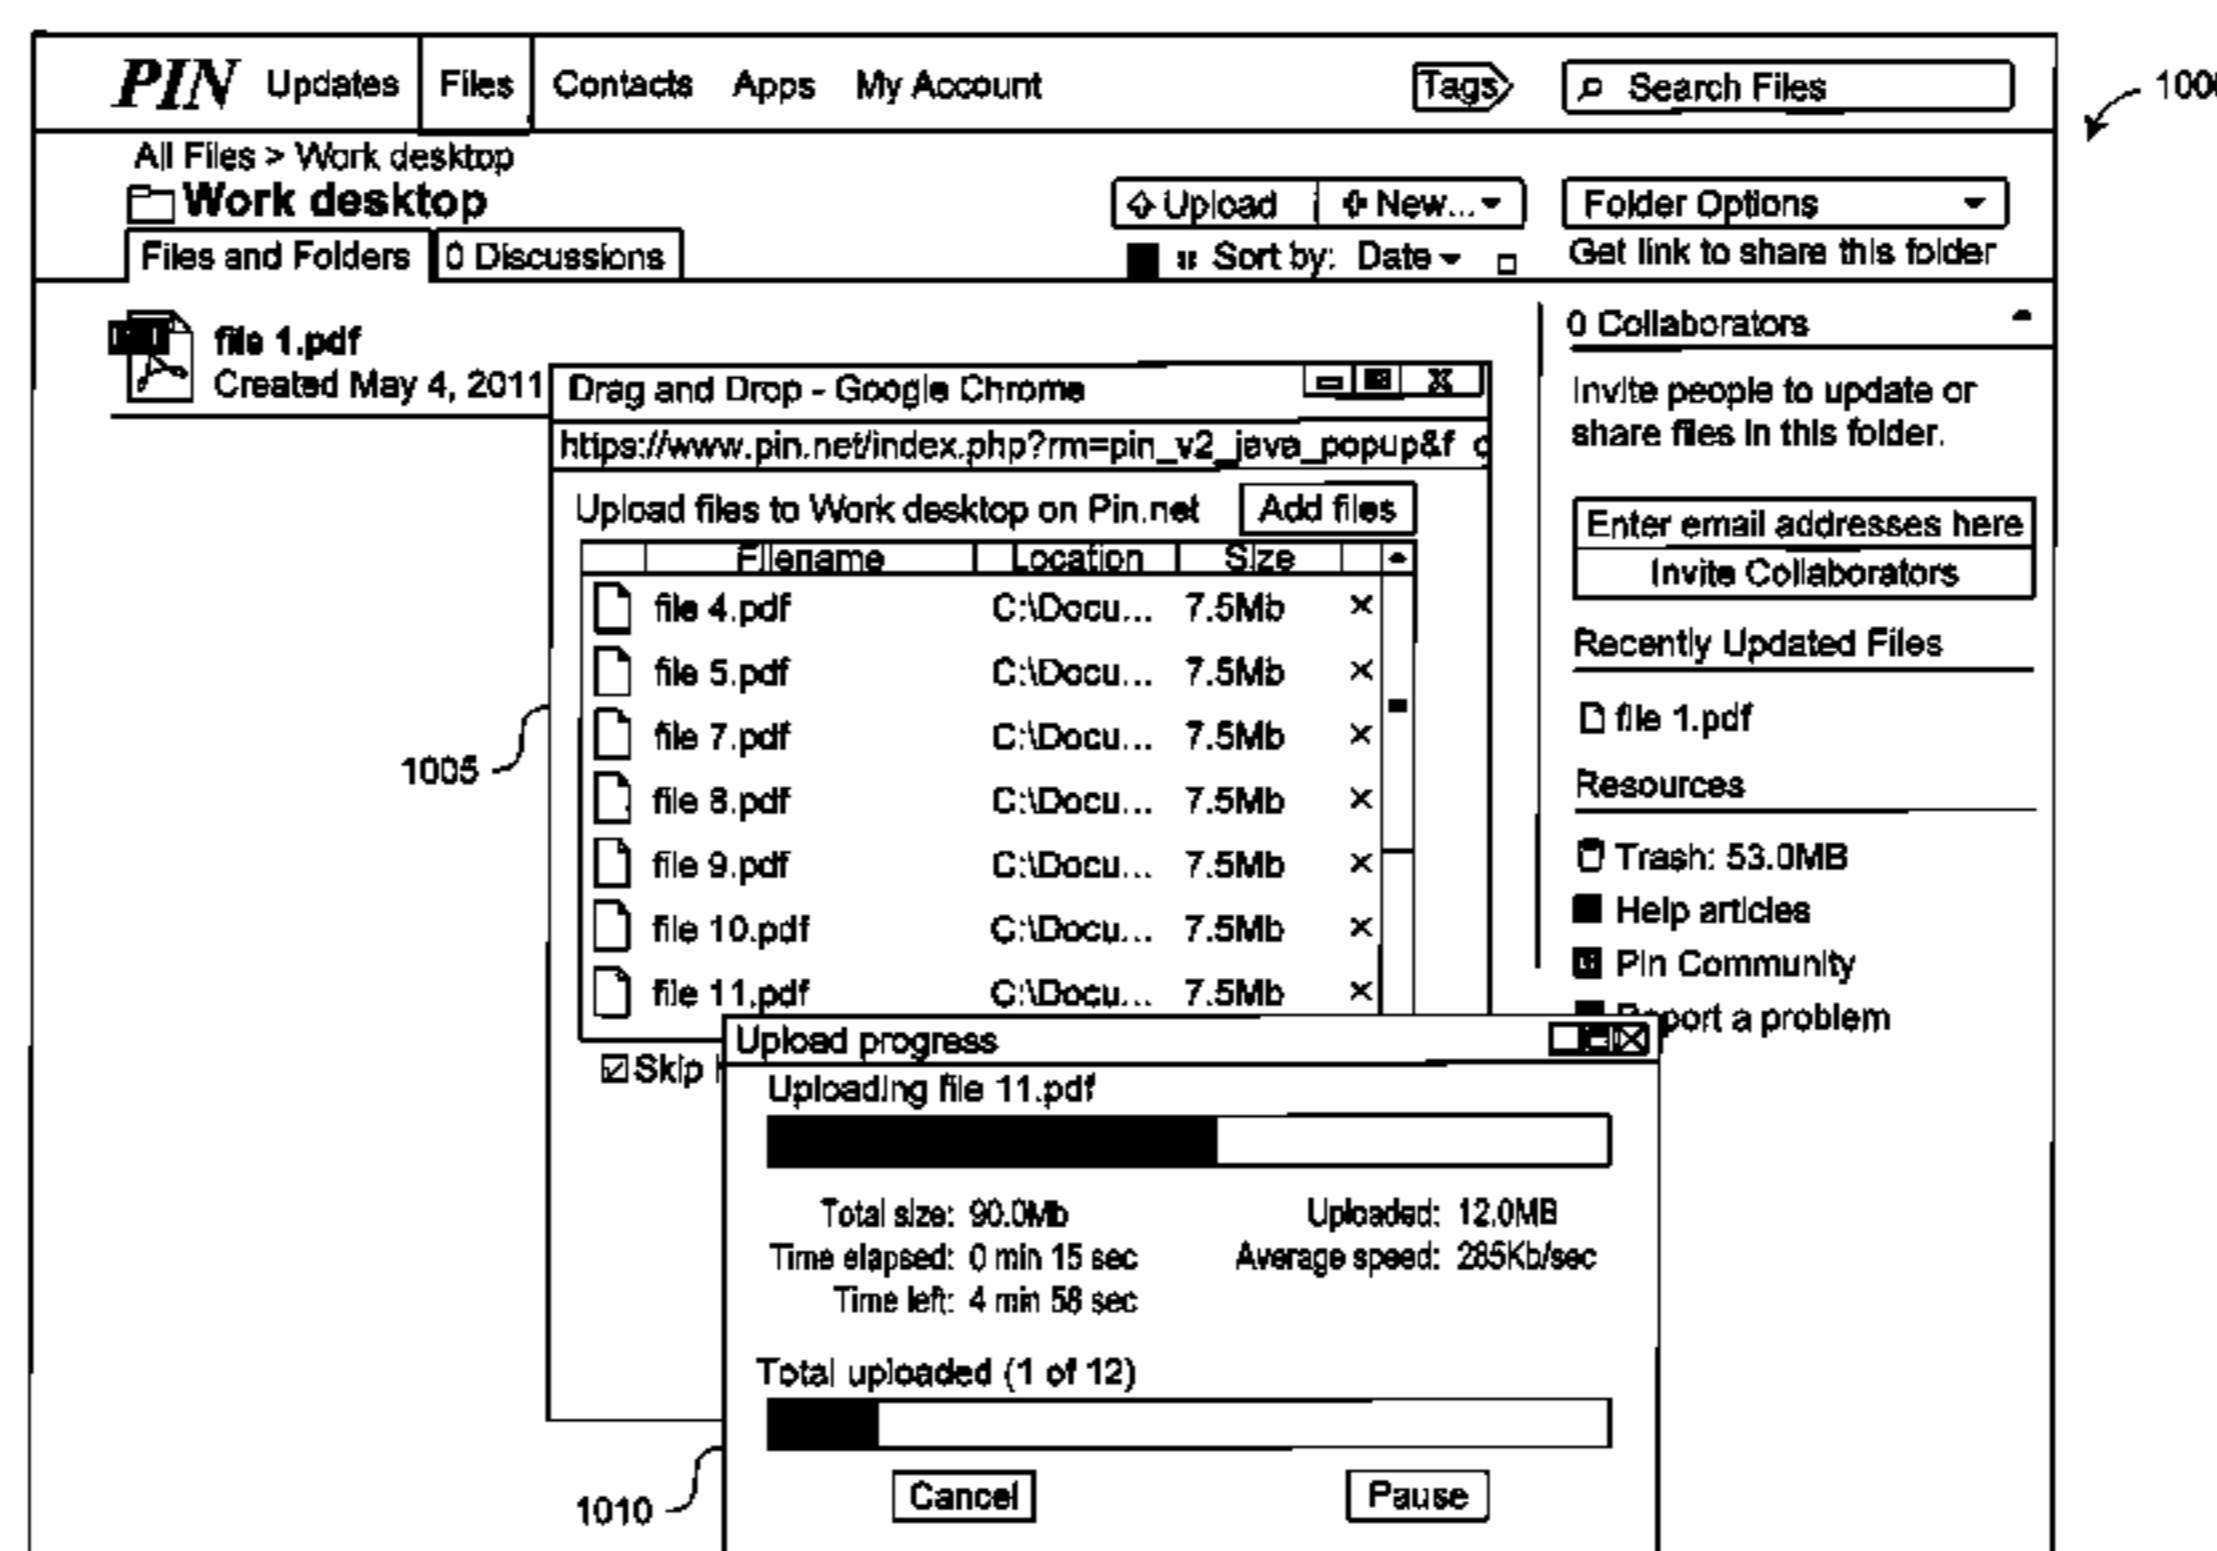 PIN Updates Files Contacts Apps My Account Tags Search Files
All Files > Work desktop
Work desktop
Upload New... Folder Options
Files and Folders 0 Discussions Sort by: Date Get link to share this folder
file 1.pdf
Created May 4, 2011
0 Collaborators
Invite people to update or
share files in this folder.
Enter email addresses here
Invite Collaborators
Recently Updated Files
file 1.pdf
Resources
Trash: 53.0MB
Help articles
Pin Community
a problem
Drag and Drop - Google Chrome
https://www.pin.net/index.php?rm=pin_v2_java_popup&f
Upload files to Work desktop on Pin.net Add files
Filename Location Size
file 4.pdf C:\Docu... 7.5Mb ×
file 5.pdf C:\Docu... 7.5Mb ×
file 7.pdf C:\Docu... 7.5Mb ×
file 8.pdf C:\Docu... 7.5Mb ×
file 9.pdf C:\Docu... 7.5Mb ×
file 10.pdf C:\Docu... 7.5Mb ×
file 11.pdf C:\Docu... 7.5Mb ×
Skip
1005
Upload progress
Uploading file 11.pdf
Total size: 90.0Mb Uploaded: 12.0MB
Time elapsed: 0 min 15 sec Average speed: 285Kb/sec
Time left: 4 min 58 sec
Total uploaded (1 of 12)
Cancel Pause
1010